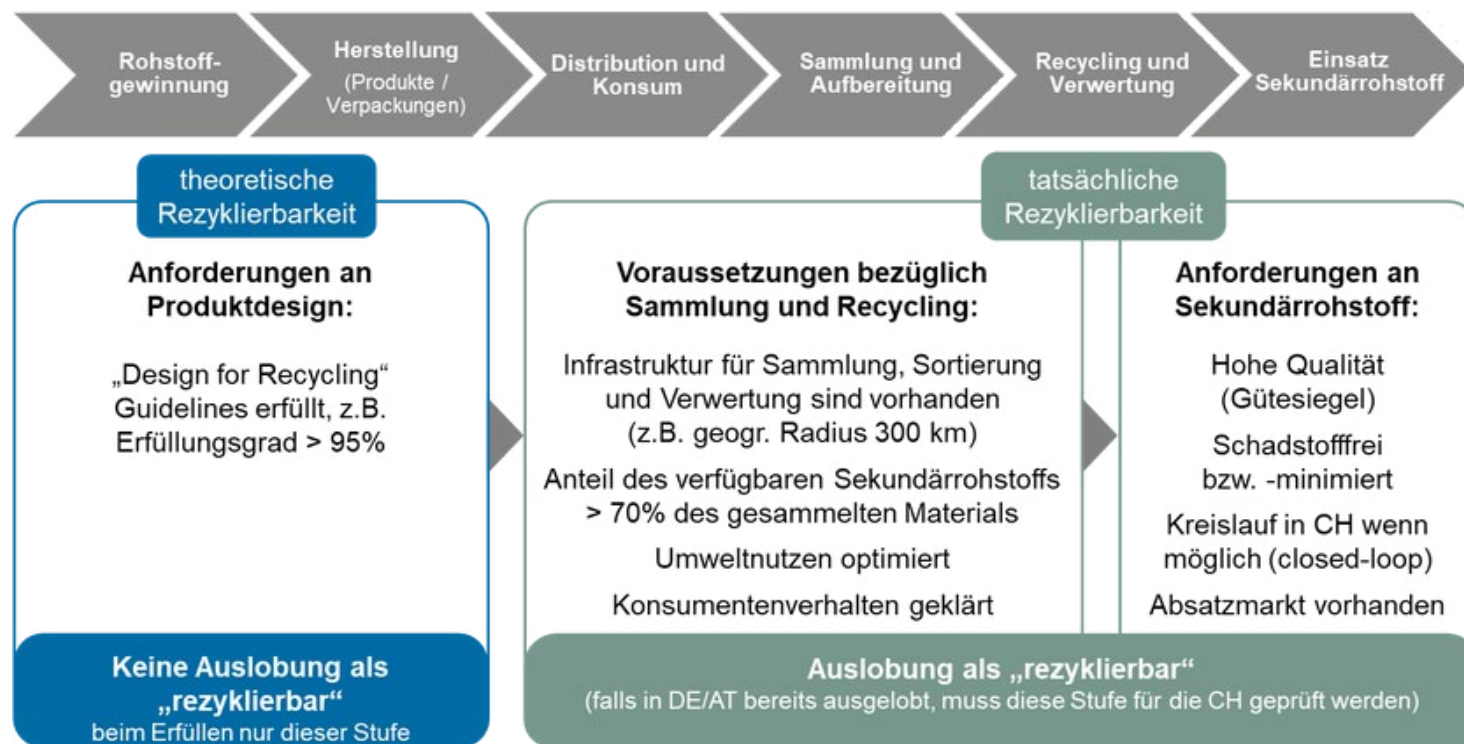 Rohstoff-
gewinnung
Herstellung
(Produkte /
Verpackungen)
Distribution und
Konsum
Sammlung und
Aufbereitung
Recycling und
Verwertung
Einsatz
Sekundärrohstoff
theoretische
Rezyklierbarkeit
Anforderungen an
Produktdesign:
„Design for Recycling“
Guidelines erfüllt, z.B.
Erfüllungsgrad > 95%
Keine Auslobung als
„rezyklierbar“
beim Erfüllen nur dieser Stufe
tatsächliche
Rezyklierbarkeit
Voraussetzungen bezüglich
Sammlung und Recycling:
Infrastruktur für Sammlung, Sortierung
und Verwertung sind vorhanden
(z.B. geogr. Radius 300 km)
Anteil des verfügbaren Sekundärrohstoffs
> 70% des gesammelten Materials
Umweltnutzen optimiert
Konsumentenverhalten geklärt
Anforderungen an
Sekundärrohstoff:
Hohe Qualität
(Gütesiegel)
Schadstofffrei
bzw. -minimiert
Kreislauf in CH wenn
möglich (closed-loop)
Absatzmarkt vorhanden
Auslobung als „rezyklierbar“
(falls in DE/AT bereits ausgelobt, muss diese Stufe für die CH geprüft werden)